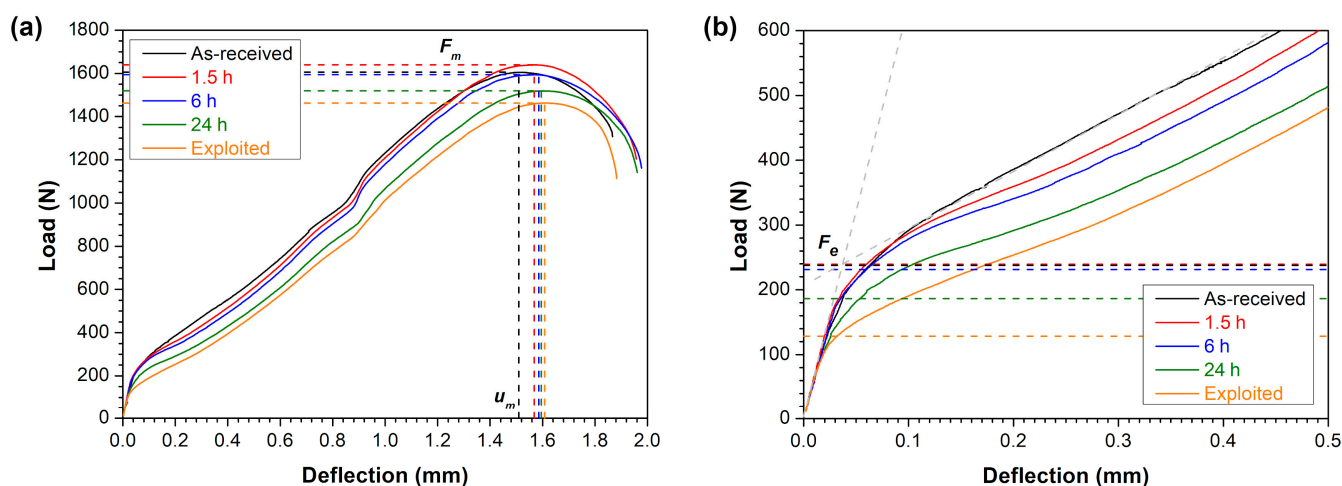 (a)
1800
1600
1400
1200
1000
800
600
400
200
0
Load (N)
As-received
1.5 h
6 h
24 h
Exploited
Fm
um
0.0 0.2 0.4 0.6 0.8 1.0 1.2 1.4 1.6 1.8 2.0
Deflection (mm)
(b)
600
500
400
300
200
100
0
Load (N)
Fe
As-received
1.5 h
6 h
24 h
Exploited
0.0 0.1 0.2 0.3 0.4 0.5
Deflection (mm)